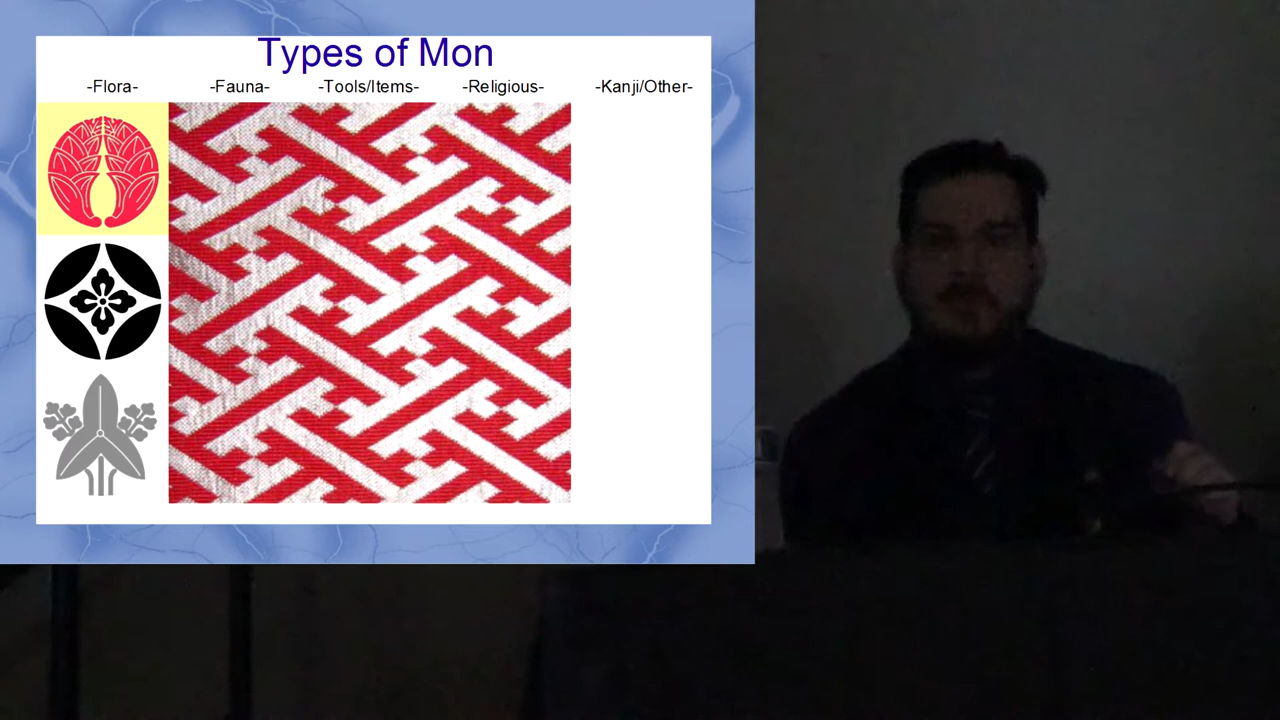 Types of Mon
-Flora- -Fauna- -Tools/Items- -Religious- -Kanji/Other-